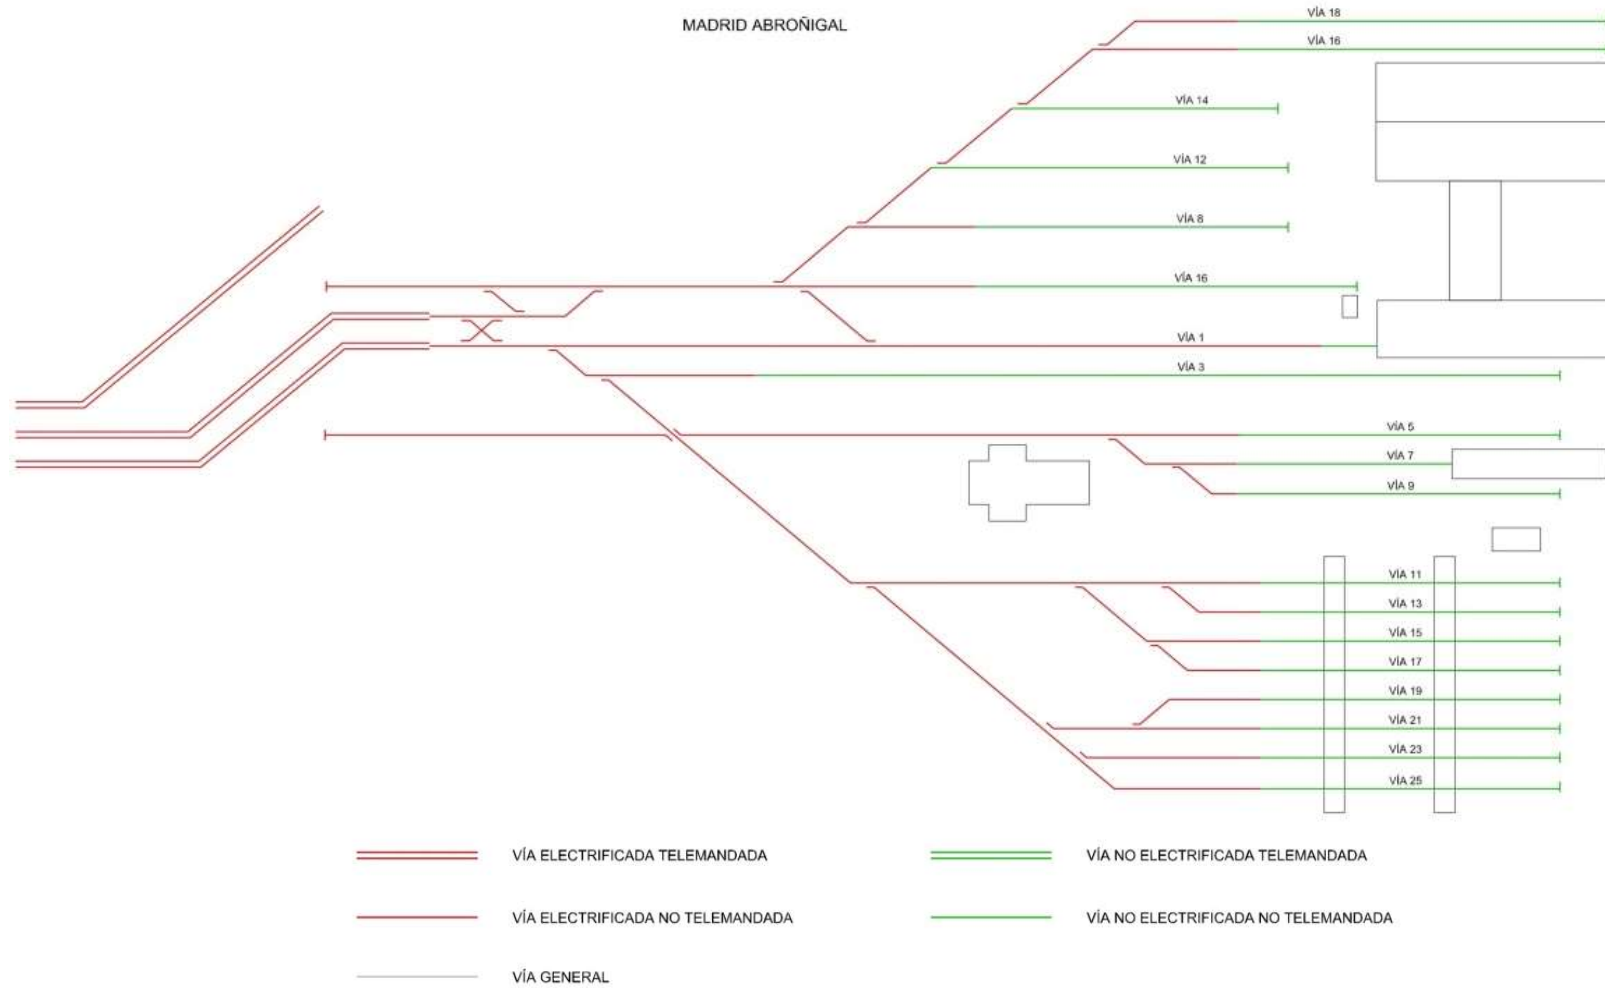 MADRID ABROÑIGAL
VÍA 18
VÍA 16
VÍA 14
VÍA 12
VÍA 8
VÍA 16
VÍA 1
VÍA 3
VÍA 5
VÍA 7
VÍA 9
VÍA 11
VÍA 13
VÍA 15
VÍA 17
VÍA 19
VÍA 21
VÍA 23
VÍA 25
VÍA ELECTRIFICADA TELEMANDADA
VÍA NO ELECTRIFICADA TELEMANDADA
VÍA ELECTRIFICADA NO TELEMANDADA
VÍA NO ELECTRIFICADA NO TELEMANDADA
VÍA GENERAL